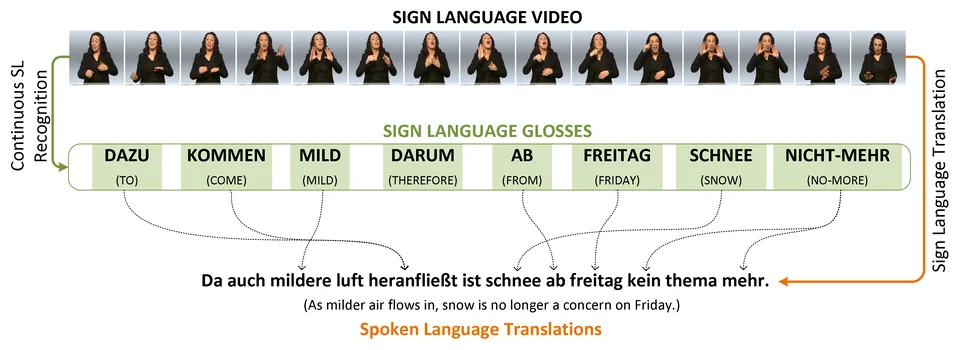 SIGN LANGUAGE VIDEO
Continuous SL
Recognition
SIGN LANGUAGE GLOSSES
DAZU KOMMEN MILD DARUM AB FREITAG SCHNEE NICHT-MEHR
(TO) (COME) (MILD) (THEREFORE) (FROM) (FRIDAY) (SNOW) (NO-MORE)
Sign Language Translation
Da auch mildere luft heranfließt ist schnee ab freitag kein thema mehr.
(As milder air flows in, snow is no longer a concern on Friday.)
Spoken Language Translations